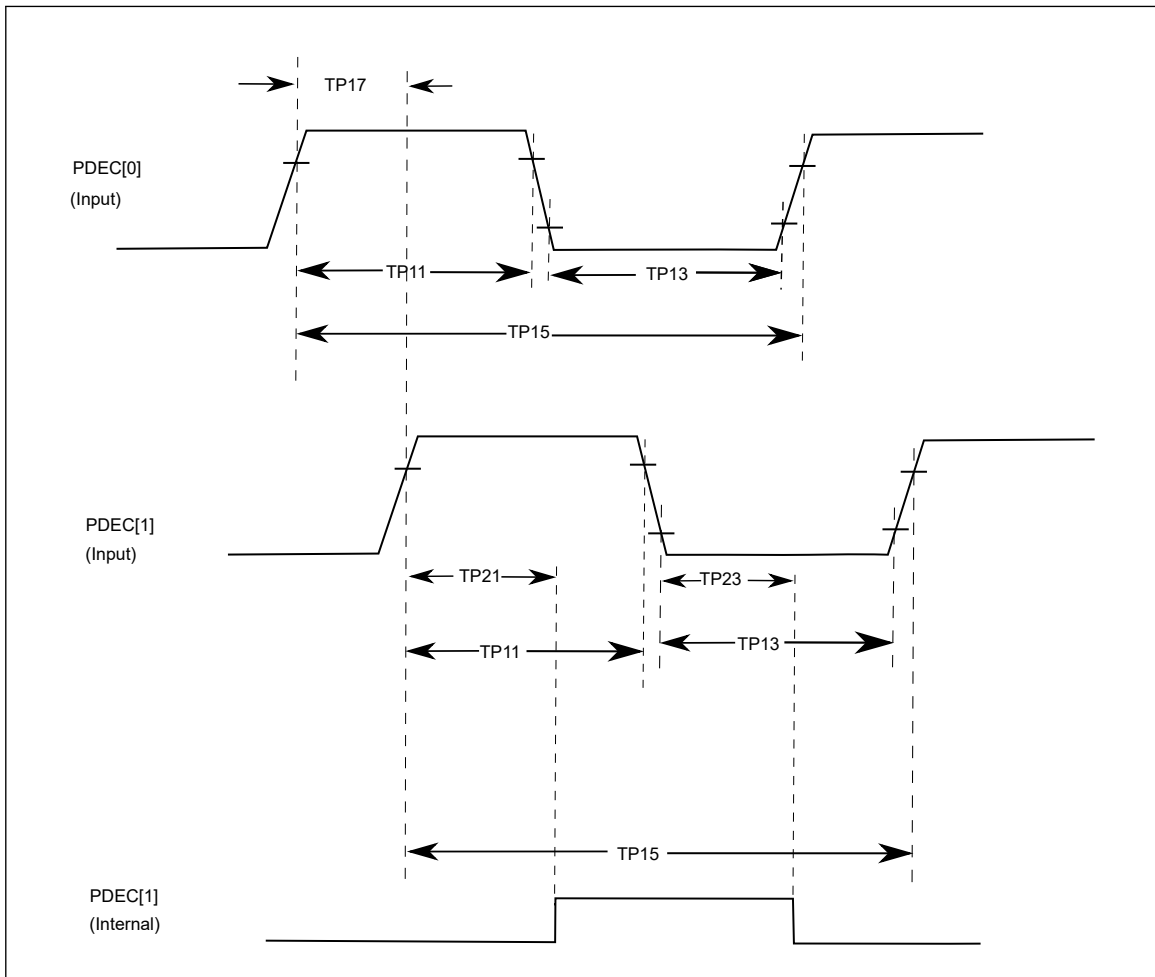 TP17
PDEC[0]
(Input)
TP11
TP13
TP15
PDEC[1]
(Input)
TP21
TP23
TP11
TP13
TP15
PDEC[1]
(Internal)